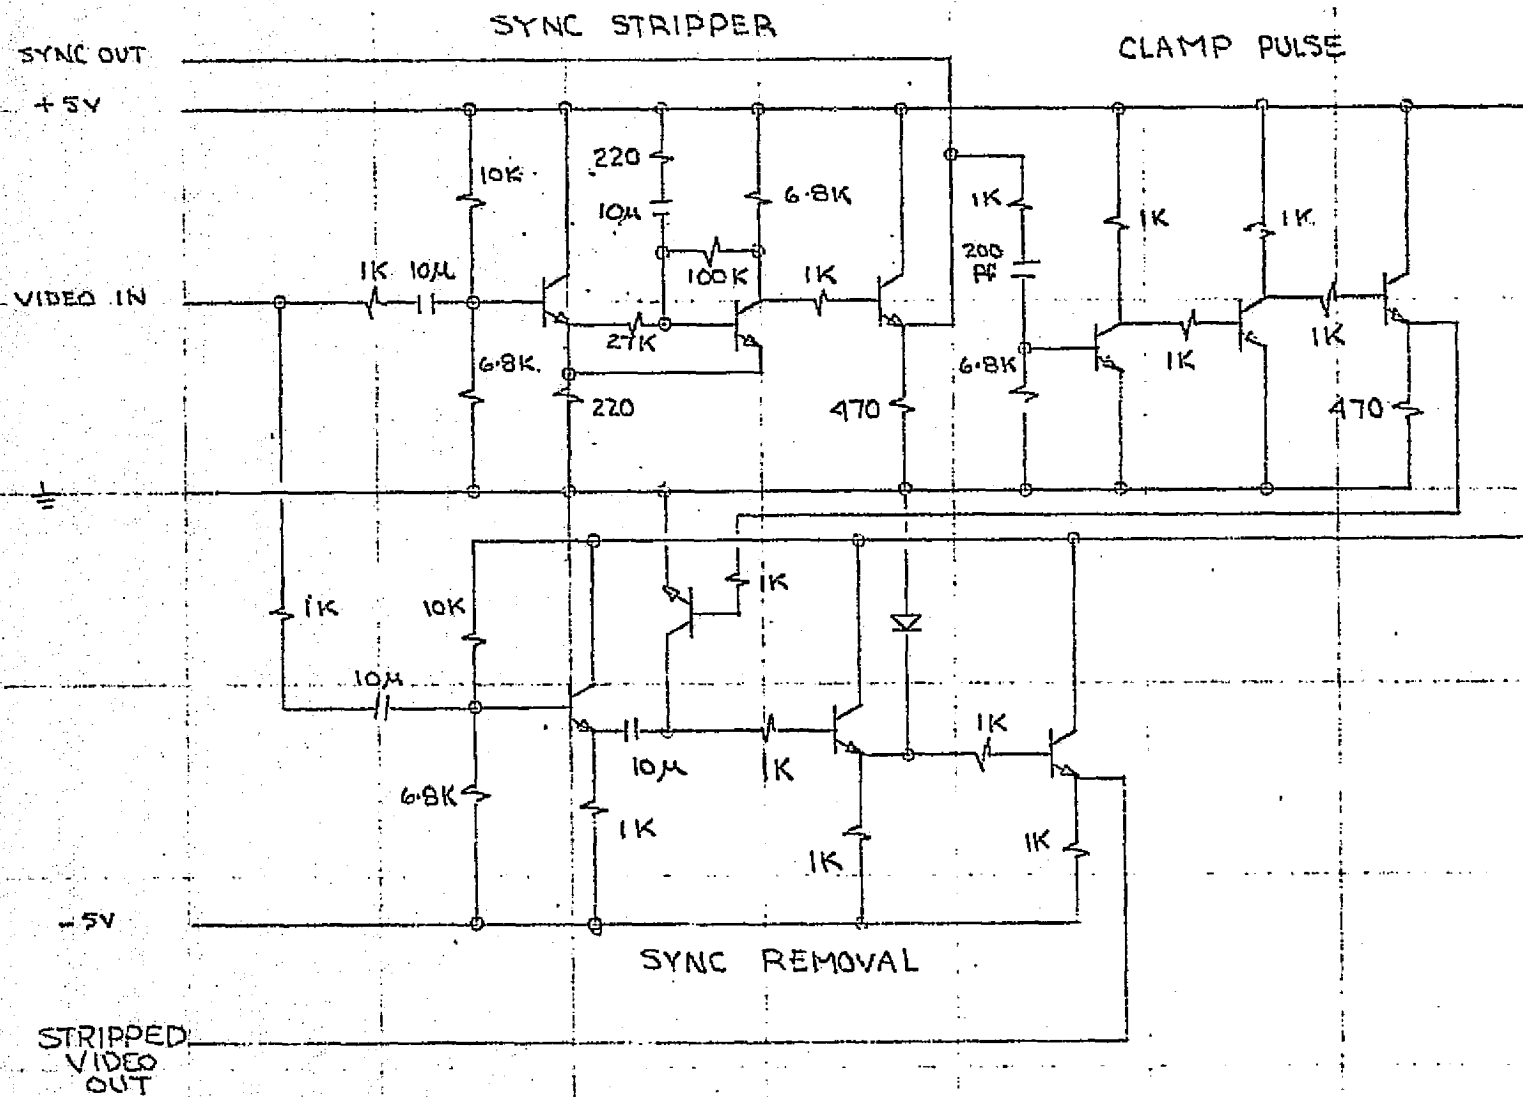 SYNC STRIPPER
CLAMP PULSE
SYNC OUT
+5V
220
10K
10µ
6.8K
1K
200
Pf
1K
1K
1K 10µ
100K
1K
VIDEO IN
27K
6.8K
1K
1K
6.8K
220
470
470
1K
10K
1K
10µ
1K
10µ
1K
6.8K
1K
1K
1K
-5V
SYNC REMOVAL
STRIPPED
VIDEO
OUT